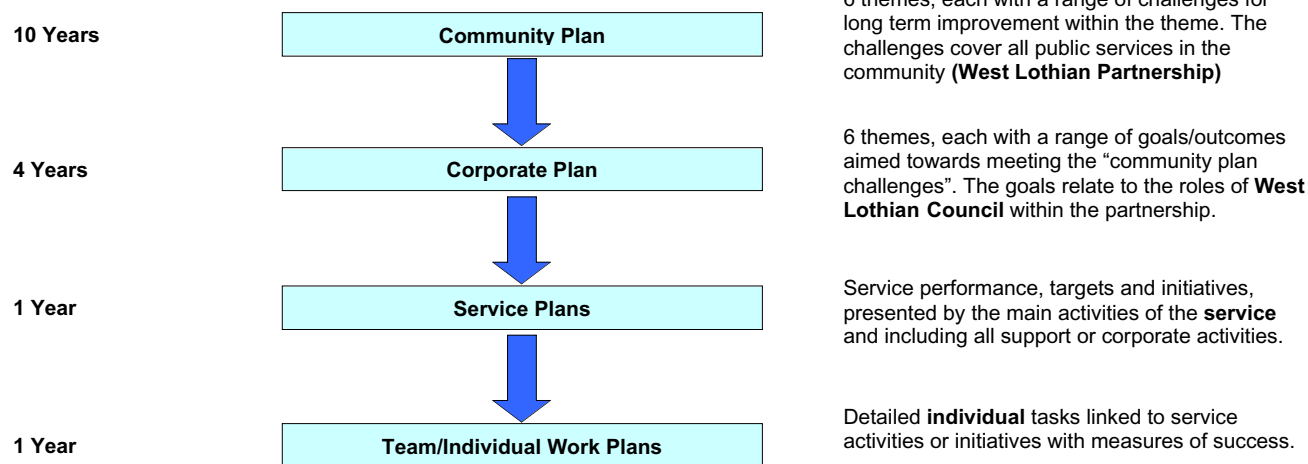 10 Years
Community Plan
6 themes, each with a range of challenges for
long term improvement within the theme. The
challenges cover all public services in the
community (West Lothian Partnership)
4 Years
Corporate Plan
6 themes, each with a range of goals/outcomes
aimed towards meeting the “community plan
challenges”. The goals relate to the roles of West
Lothian Council within the partnership.
1 Year
Service Plans
Service performance, targets and initiatives,
presented by the main activities of the service
and including all support or corporate activities.
1 Year
Team/Individual Work Plans
Detailed individual tasks linked to service
activities or initiatives with measures of success.